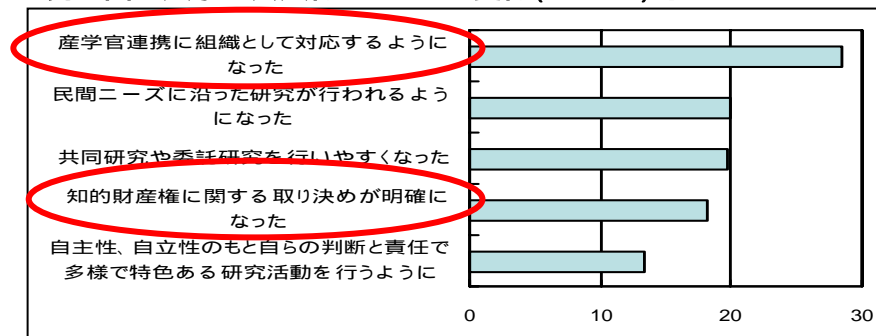 産学官連携に組織として対応するように
なった
民間ニーズに沿った研究が行われるよう
になった
共同研究や委託研究を行いやすくなった
知的財産権に関する取り決めが明確に
なった
自主性、自立性のもと自らの判断と責任で
多様で特色ある研究活動を行うように
0 10 20 30